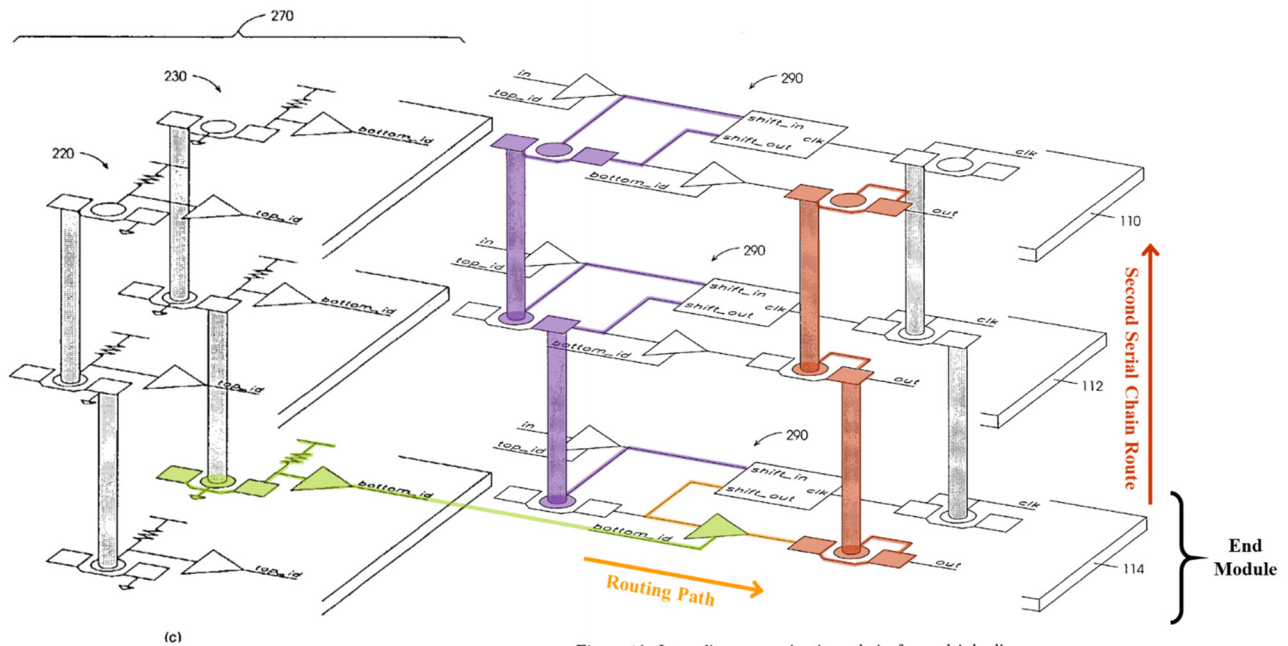 270
230
bottom_id
220
top_id
bottom_id
top_id
bottom_id
top_id
(c)
in
top_id
290
shift_in
shift_out
clk
clk
bottom_id
out
110
in
top_id
290
shift_in
shift_out
clk
clk
bottom_id
out
112
in
top_id
290
shift_in
shift_out
clk
clk
bottom_id
out
114
Second Serial Chain Route
Routing Path
End
Module